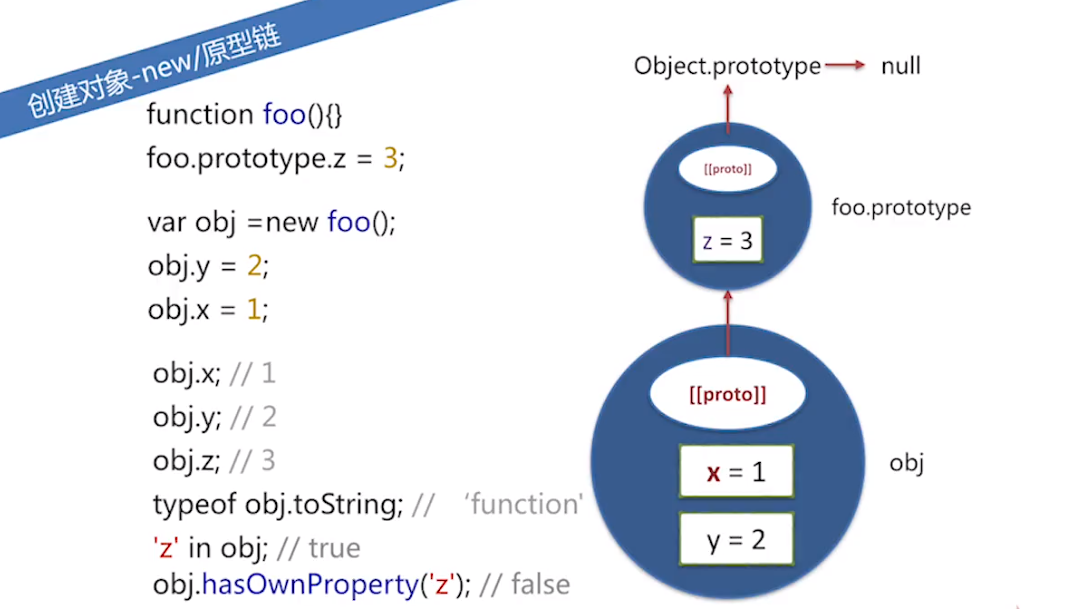 创建对象-new/原型链
function foo(){}
foo.prototype.z = 3;
var obj =new foo();
obj.y = 2;
obj.x = 1;
obj.x; // 1
obj.y; // 2
obj.z; // 3
typeof obj.toString; // ‘function'
'z' in obj; // true
obj.hasOwnProperty('z'); // false
Object.prototype
null
[[proto]]
foo.prototype
z = 3
[[proto]]
x = 1
obj
y = 2